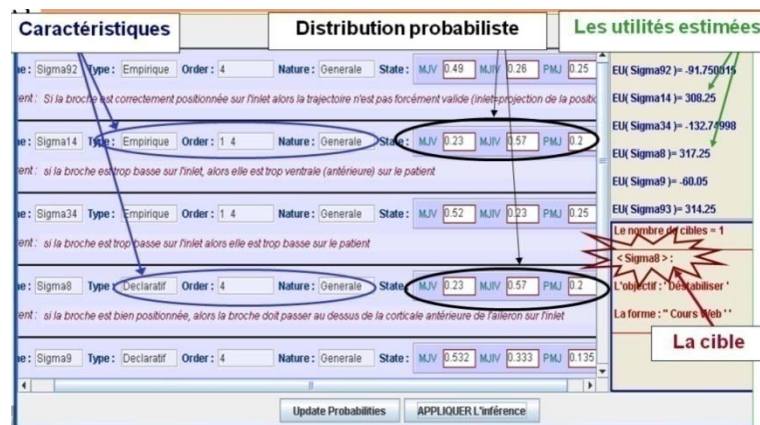 Caractéristiques
Distribution probabiliste
Les utilités estimées
ne : Sigma92 Type : Empirique Order : 4 Nature : Generale State : MJV 0.49 MJIV 0.26 PMJ 0.25
ent : Si la broche est correctement positionnée sur l'inlet alors la trajectoire n'est pas forcément valide (inlet=projection de la positio
ne : Sigma14 Type : Empirique Order : 1 4 Nature : Generale State : MJV 0.23 MJIV 0.57 PMJ 0.2
ent : si la broche est trop basse sur l'inlet, alors elle est trop ventrale (antérieure) sur le patient
ne : Sigma34 Type : Empirique Order : 1 4 Nature : Generale State : MJV 0.52 MJIV 0.23 PMJ 0.25
ent : si la broche est trop basse sur l'inlet alors elle est trop basse sur le patient
ne : Sigma8 Type : Declaratif Order : 4 Nature : Generale State : MJV 0.23 MJIV 0.57 PMJ 0.2
ent : si la broche est bien positionnée, alors la broche doit passer au dessus de la corticale antérieure de l'aileron sur l'inlet
ne : Sigma9 Type : Declaratif Order : 4 Nature : Generale State : MJV 0.532 MJIV 0.333 PMJ 0.135
EU( Sigma92 )= -91.750015
EU( Sigma14 )= 308.25
EU( Sigma34 )= -132.74998
EU( Sigma8 )= 317.25
EU( Sigma9 )= -60.05
EU( Sigma93 )= 314.25
Le nombre de cibles = 1
< Sigma8 > :
L'objectif : ' Déstabiliser '
La forme : " Cours Web ' '
La cible
Update Probabilities
APPLIQUER L'inférence